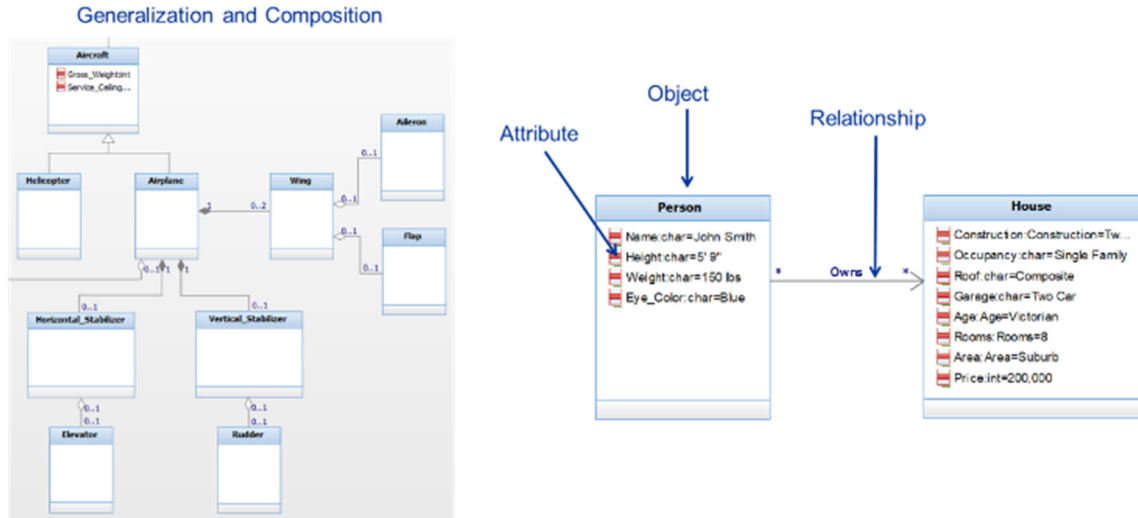 Generalization and Composition
Aircraft
Gross_Weight:int
Service_Ceiling...
Helicopter
Airplane
Wing
Aileron
Flap
1
0..2
0..1
0..1
0..1
0..1
0..1
1
1
0..1
0..1
Horizontal_Stabilizer
Vertical_Stabilizer
0..1
0..1
0..1
0..1
Elevator
Rudder
Object
Attribute
Relationship
Person
Name:char=John Smith
Height:char=5' 9"
Weight:char=150 lbs
Eye_Color:char=Blue
*
Owns
*
House
Construction:Construction=Tw...
Occupancy:char=Single Family
Roof:char=Composite
Garage:char=Two Car
Age:Age=Victorian
Rooms:Rooms=8
Area:Area=Suburb
Price:int=200,000